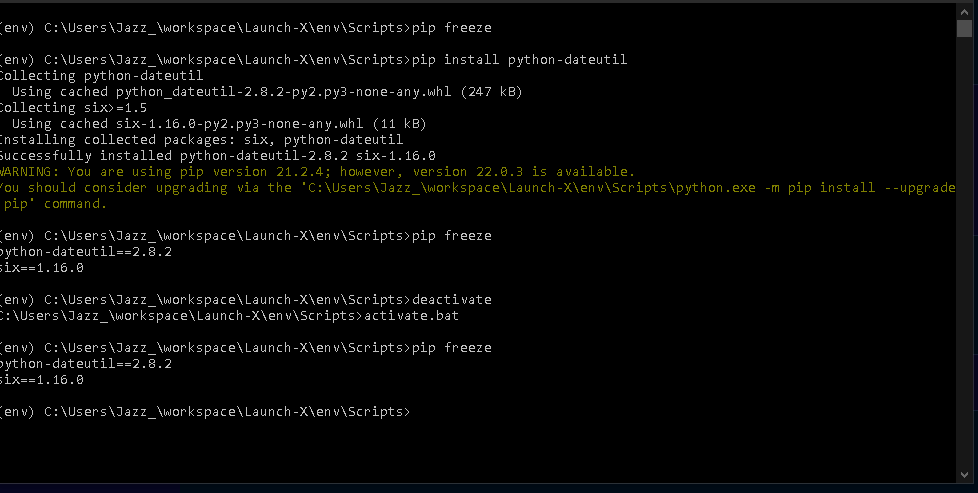 (env) C:\Users\Jazz_\workspace\Launch-X\env\Scripts>pip freeze
(env) C:\Users\Jazz_\workspace\Launch-X\env\Scripts>pip install python-dateutil
Collecting python-dateutil
Using cached python_dateutil-2.8.2-py2.py3-none-any.whl (247 kB)
Collecting six>=1.5
Using cached six-1.16.0-py2.py3-none-any.whl (11 kB)
Installing collected packages: six, python-dateutil
Successfully installed python-dateutil-2.8.2 six-1.16.0
WARNING: You are using pip version 21.2.4; however, version 22.0.3 is available.
You should consider upgrading via the 'C:\Users\Jazz_\workspace\Launch-X\env\Scripts\python.exe -m pip install --upgrade
pip' command.
(env) C:\Users\Jazz_\workspace\Launch-X\env\Scripts>pip freeze
python-dateutil==2.8.2
six==1.16.0
(env) C:\Users\Jazz_\workspace\Launch-X\env\Scripts>deactivate
C:\Users\Jazz_\workspace\Launch-X\env\Scripts>activate.bat
(env) C:\Users\Jazz_\workspace\Launch-X\env\Scripts>pip freeze
python-dateutil==2.8.2
six==1.16.0
(env) C:\Users\Jazz_\workspace\Launch-X\env\Scripts>